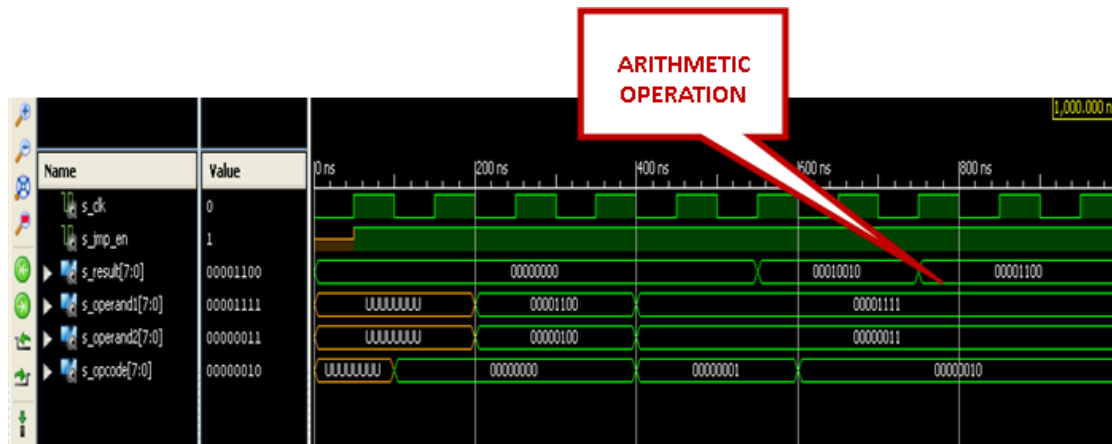 ARITHMETIC
OPERATION
1,000.000 n
Name Value 0 ns 200 ns 400 ns 600 ns 800 ns
s_clk 0
s_jmp_en 1
s_result[7:0] 00001100 00000000 00010010 00001100
s_operand1[7:0] 00001111 UUUUUUUU 00001100 00001111
s_operand2[7:0] 00000011 UUUUUUUU 00000100 00000011
s_opcode[7:0] 00000010 UUUUUUUU 00000000 00000001 00000010